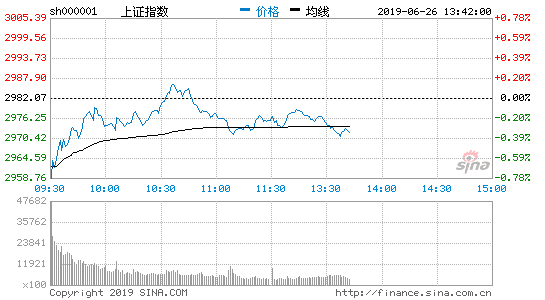 sh000001 上证指数 价格 均线 2019-06-26 13:42:00
3005.39 0.78%
2999.56 0.59%
2993.73 0.39%
2987.90 0.20%
2982.07 0.00%
2976.25 0.20%
2970.42 0.39%
2964.59 0.59%
2958.76 0.78%
sina
09:30 10:00 10:30 11:00 11:30 13:30 14:00 14:30 15:00
47682
35762
23841
11921
x100
Copyright 2019 SINA.COM http://finance.sina.com.cn